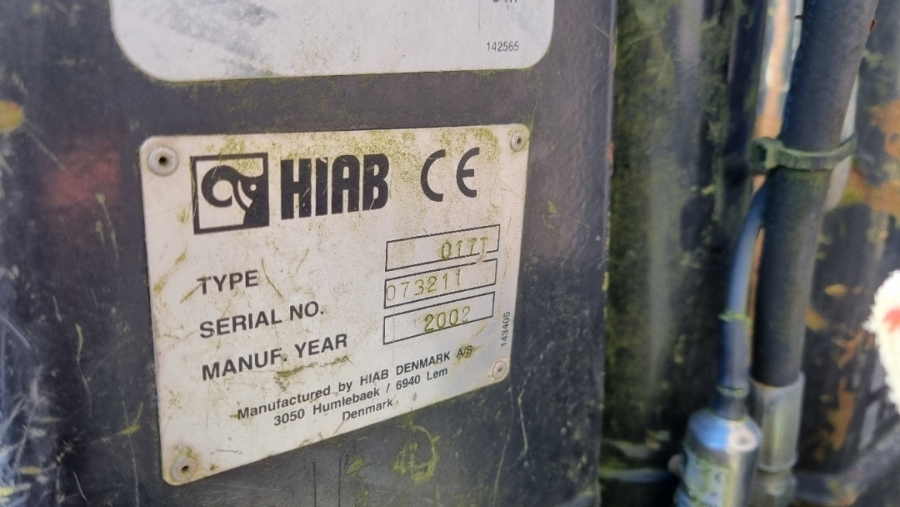 142565
HIAB CE
TYPE 017T
SERIAL NO. 073211
MANUF. YEAR 2002
143405
Manufactured by HIAB DENMARK A/S
3050 Humlebaek / 6940 Lem
Denmark